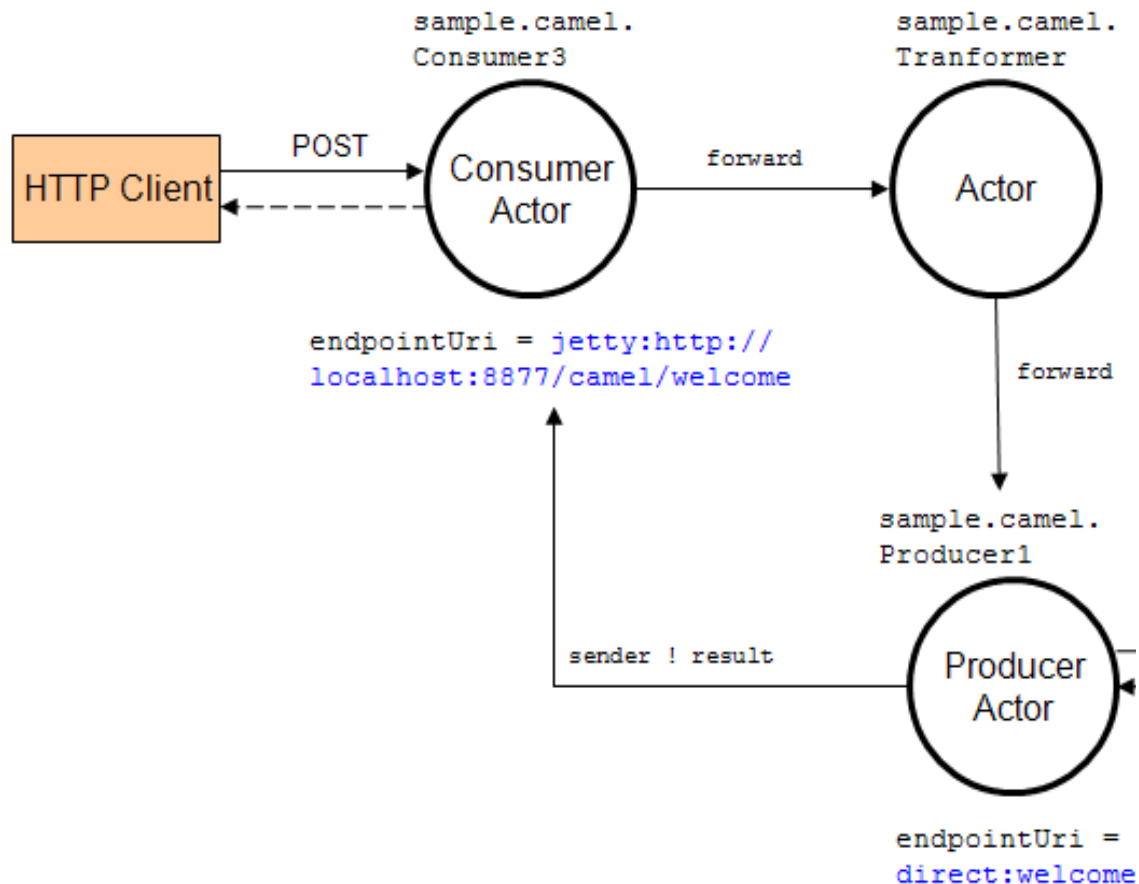 sample.camel.
Consumer3
sample.camel.
Tranformer
HTTP Client
POST
Consumer
Actor
forward
Actor
endpointUri = jetty:http://
localhost:8877/camel/welcome
forward
sample.camel.
Producer1
sender ! result
Producer
Actor
endpointUri =
direct:welcome